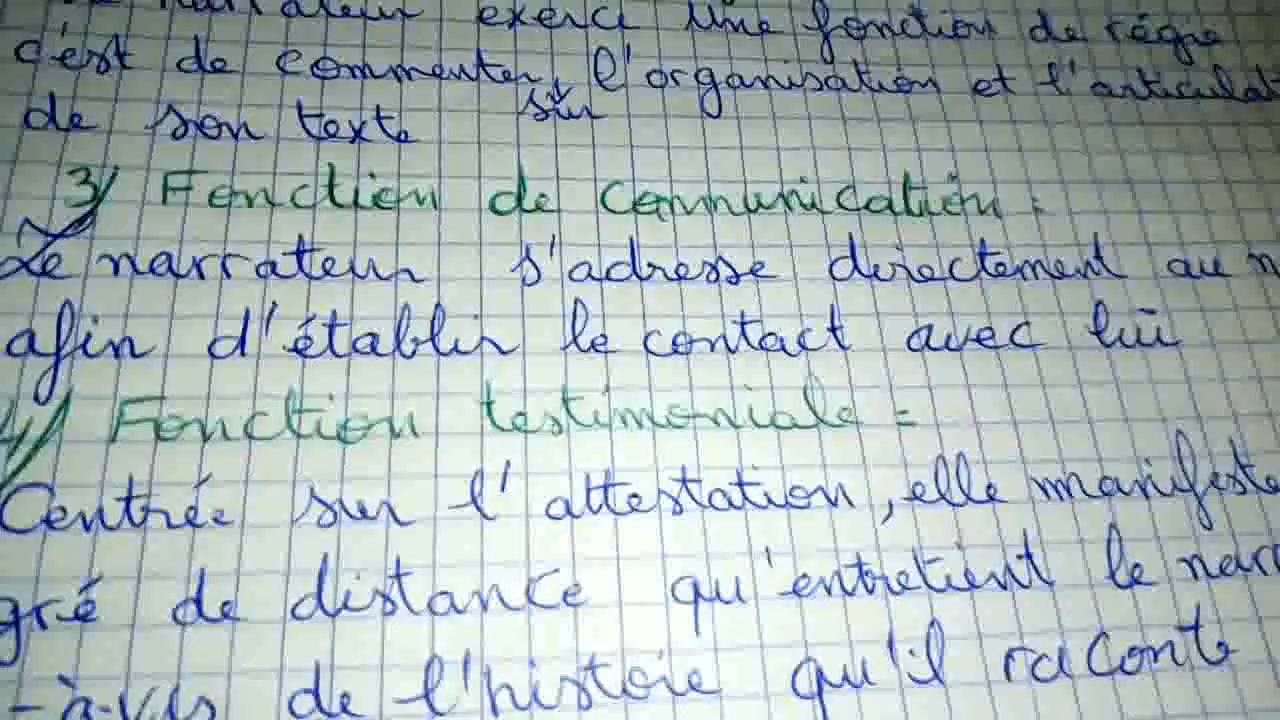 narrateur exerce une fonction de régie
c'est de commenter l'organisation et l'articulat
de son texte sur
3/ Fonction de communication :
Le narrateur s'adresse directement au n
afin d'établir le contact avec lui
4/ Fonction testimoniale :
Centrée sur l'attestation, elle manifeste
gré de distance qu'entretient le narr
-à-vis de l'histoie qu'il raconte